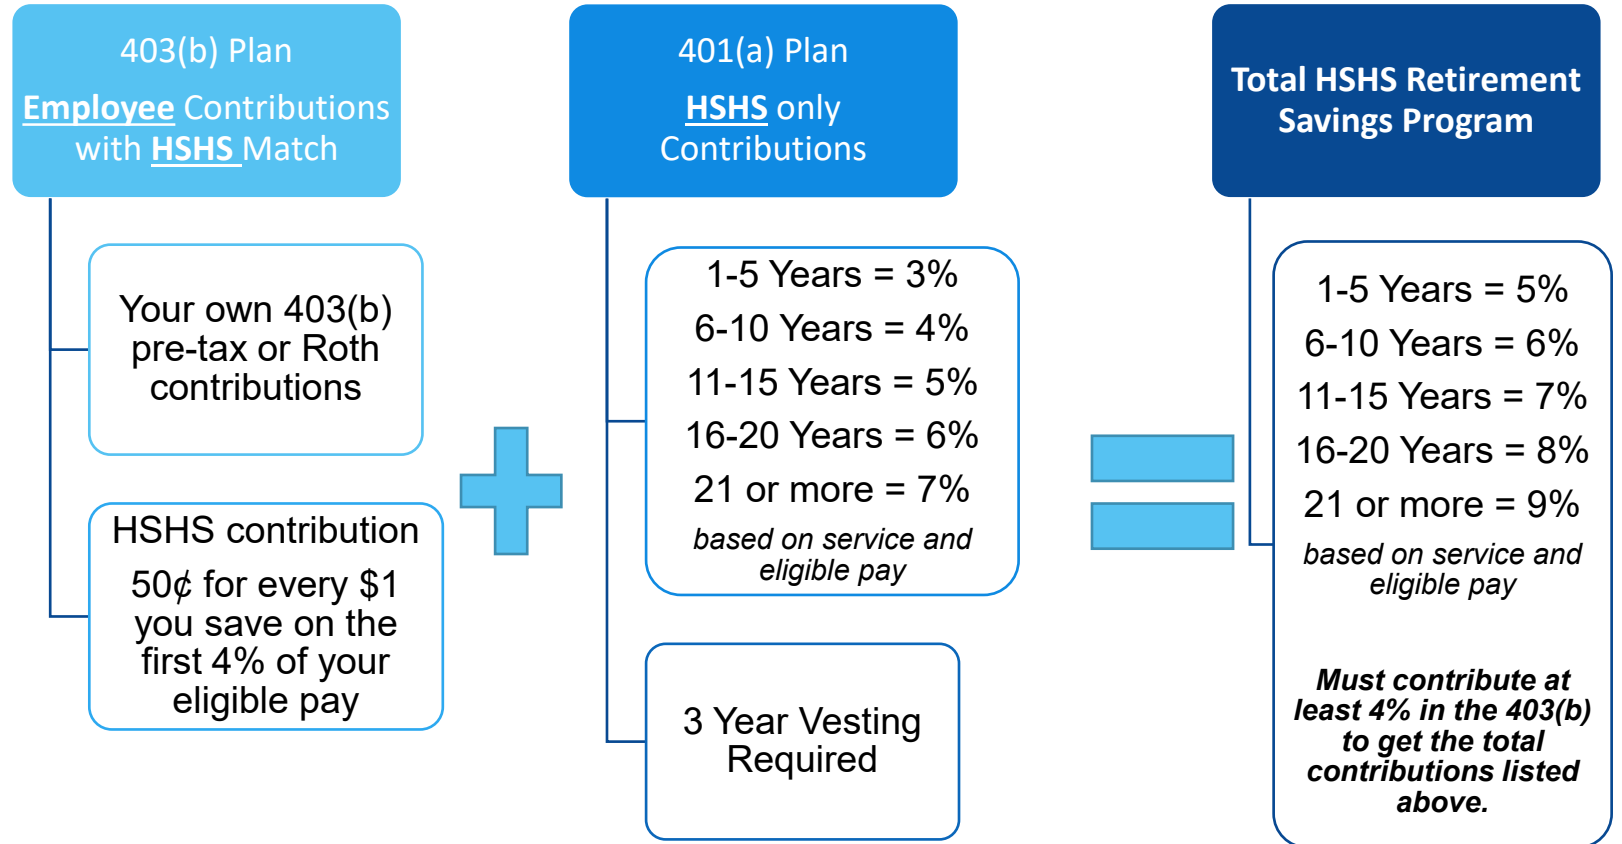 403(b) Plan
Employee Contributions
with HSHS Match
Your own 403(b)
pre-tax or Roth
contributions
HSHS contribution
50¢ for every $1
you save on the
first 4% of your
eligible pay
401(a) Plan
HSHS only
Contributions
1-5 Years = 3%
6-10 Years = 4%
11-15 Years = 5%
16-20 Years = 6%
21 or more = 7%
based on service and
eligible pay
3 Year Vesting
Required
Total HSHS Retirement
Savings Program
1-5 Years = 5%
6-10 Years = 6%
11-15 Years = 7%
16-20 Years = 8%
21 or more = 9%
based on service and
eligible pay
Must contribute at
least 4% in the 403(b)
to get the total
contributions listed
above.